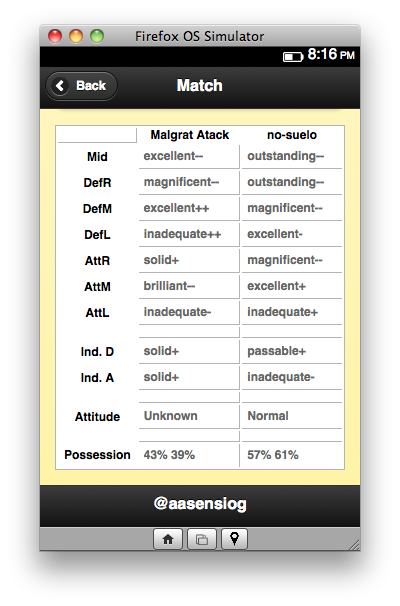 Firefox OS Simulator
8:16 PM
Back
Match
Malgrat Atack no-suelo
Mid excellent-- outstanding--
DefR magnificent-- outstanding--
DefM excellent++ magnificent--
DefL inadequate++ excellent-
AttR solid+ magnificent--
AttM brilliant-- excellent+
AttL inadequate- inadequate+
Ind. D solid+ passable+
Ind. A solid+ inadequate-
Attitude Unknown Normal
Possession 43% 39% 57% 61%
@aasensiog